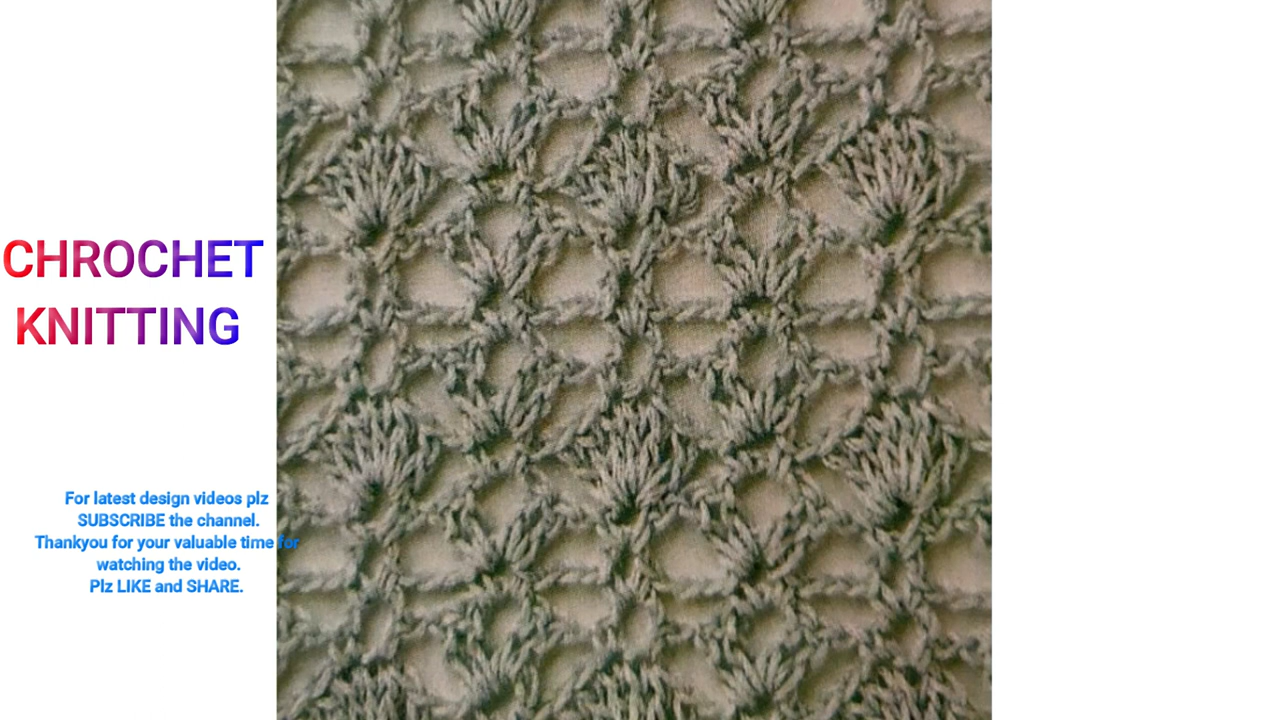 CHROCHET
KNITTING
For latest design videos plz
SUBSCRIBE the channel.
Thankyou for your valuable time for
watching the video.
Plz LIKE and SHARE.